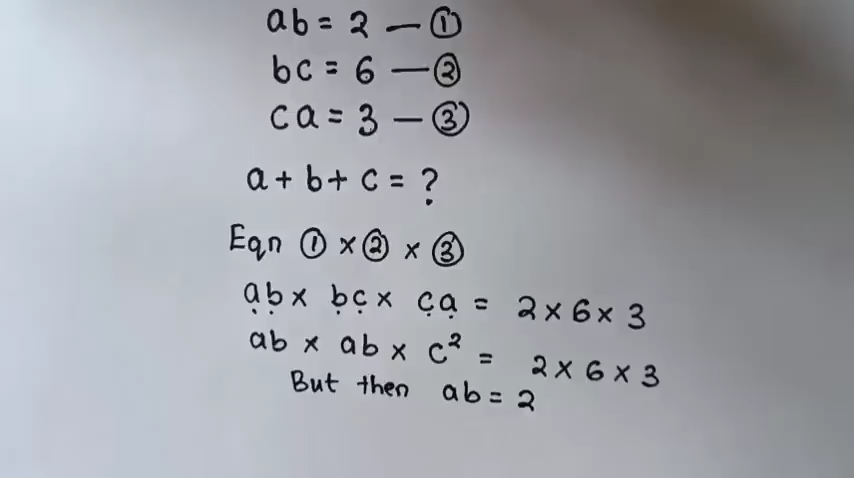 ab = 2 — ①
bc = 6 — ②
ca = 3 — ③
a + b + c = ?
Eqn ① × ② × ③
ab × bc × ca = 2 × 6 × 3
ab × ab × c² = 2 × 6 × 3
But then ab = 2